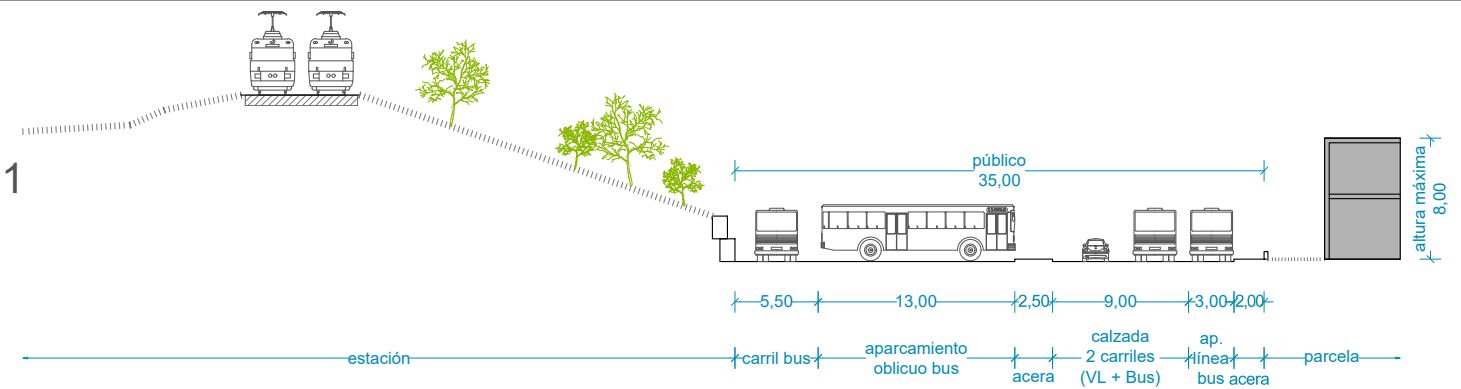 1
público
35,00
altura máxima
8,00
5,50
13,00
2,50
9,00
3,00
2,00
estación
carril bus
aparcamiento
oblicuo bus
acera
calzada
2 carriles
(VL + Bus)
ap.
línea
bus
acera
parcela